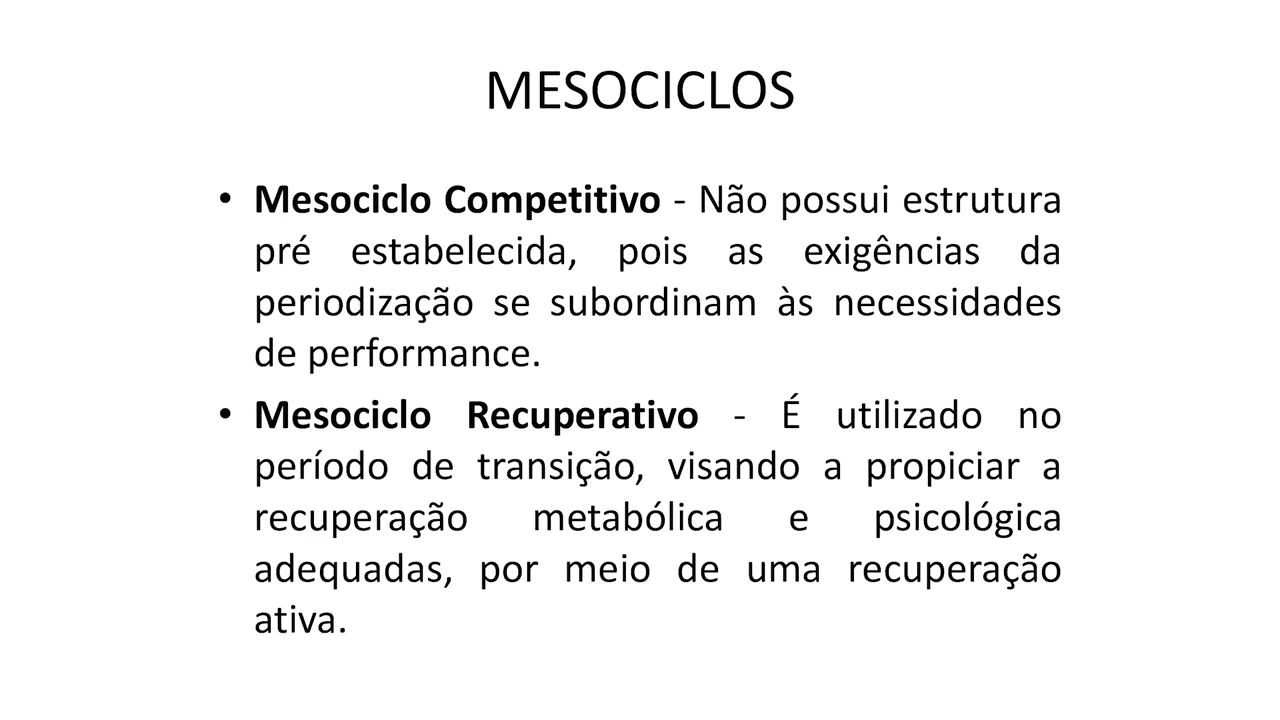 MESOCICLOS
• Mesociclo Competitivo - Não possui estrutura
pré estabelecida, pois as exigências da
periodização se subordinam às necessidades
de performance.
• Mesociclo Recuperativo - É utilizado no
período de transição, visando a propiciar a
recuperação metabólica e psicológica
adequadas, por meio de uma recuperação
ativa.